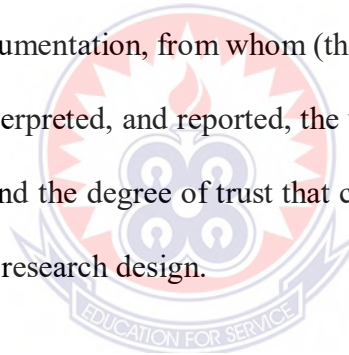 umentation, from whom (th
erpreted, and reported, the
nd the degree of trust that c
research design.
EDUCATION FOR SERVICE